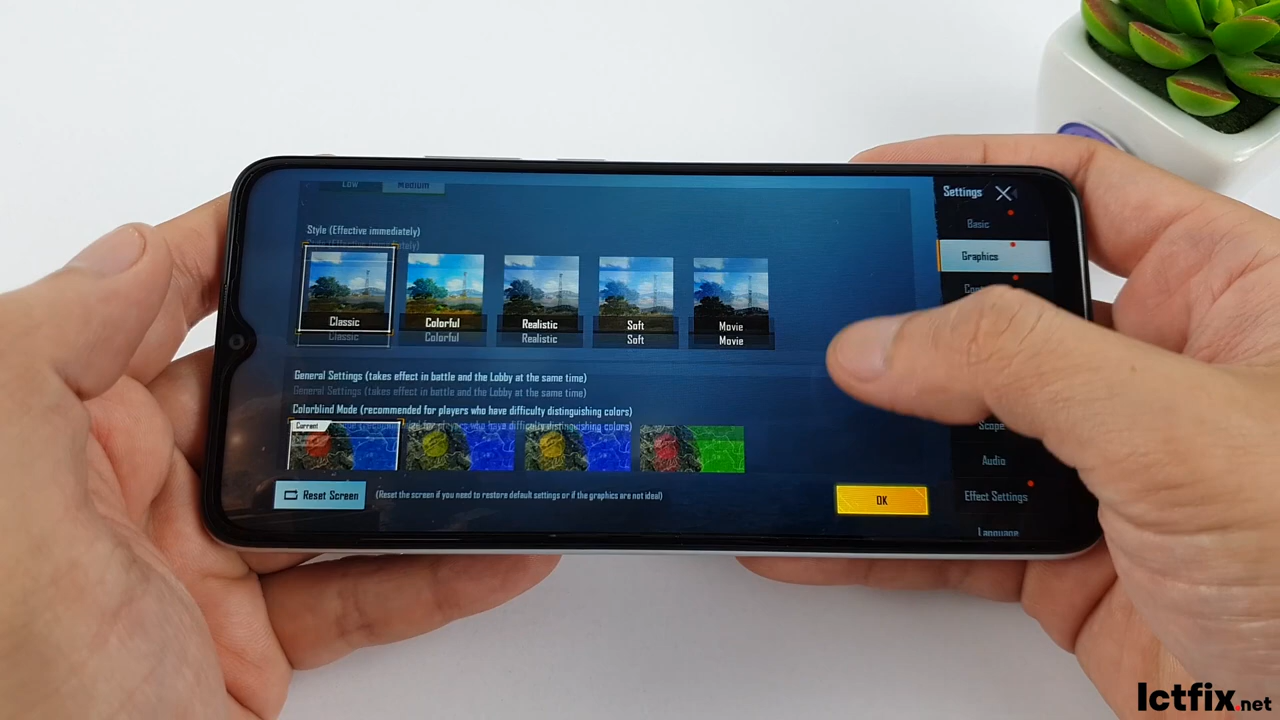 Low Medium
Settings
Basic
Style (Effective immediately)
Style (Effective immediately)
Graphics
Classic Colorful Realistic Soft Movie
Classic Colorful Realistic Soft Movie
General Settings (takes effect in battle and the Lobby at the same time)
General Settings (takes effect in battle and the Lobby at the same time)
Colorblind Mode (recommended for players who have difficulty distinguishing colors)
Current
Scope
Audio
Reset Screen (Reset the screen if you need to restore default settings or if the graphics are not ideal)
OK
Effect Settings
Language
Ictfix.net